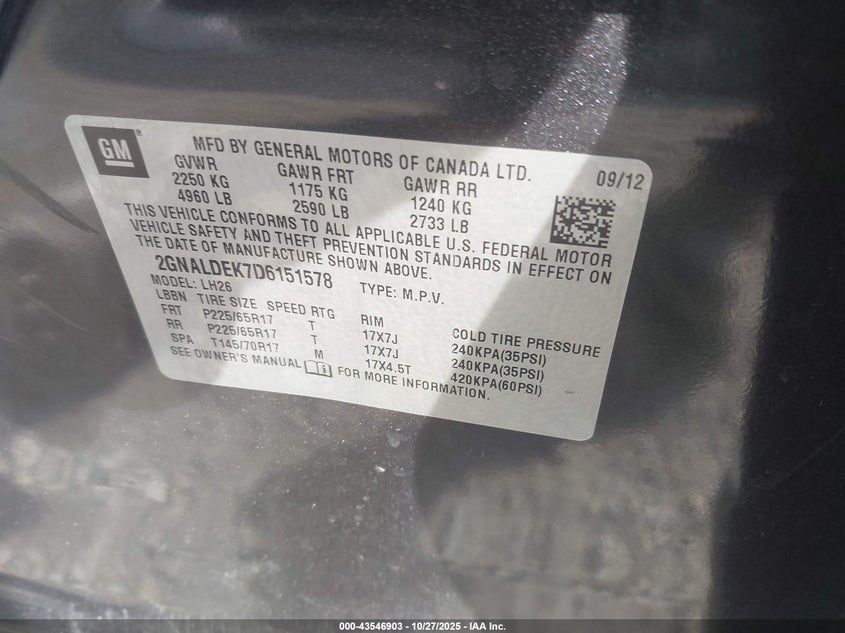 GM
MFD BY GENERAL MOTORS OF CANADA LTD.
09/12
GVWR GAWR FRT GAWR RR
2250 KG 1175 KG 1240 KG
4960 LB 2590 LB 2733 LB
THIS VEHICLE CONFORMS TO ALL APPLICABLE U.S. FEDERAL MOTOR
VEHICLE SAFETY AND THEFT PREVENTION STANDARDS IN EFFECT ON
THE DATE OF MANUFACTURE SHOWN ABOVE.
2GNALDEK7D6151578 TYPE: M.P.V.
MODEL: LH26
LBBN TIRE SIZE SPEED RTG RIM COLD TIRE PRESSURE
FRT P225/65R17 T 17X7J 240KPA(35PSI)
RR P225/65R17 T 17X7J 240KPA(35PSI)
SPA T145/70R17 M 17X4.5T 420KPA(60PSI)
SEE OWNER'S MANUAL FOR MORE INFORMATION.
000-43546903 - 10/27/2025 - IAA Inc.